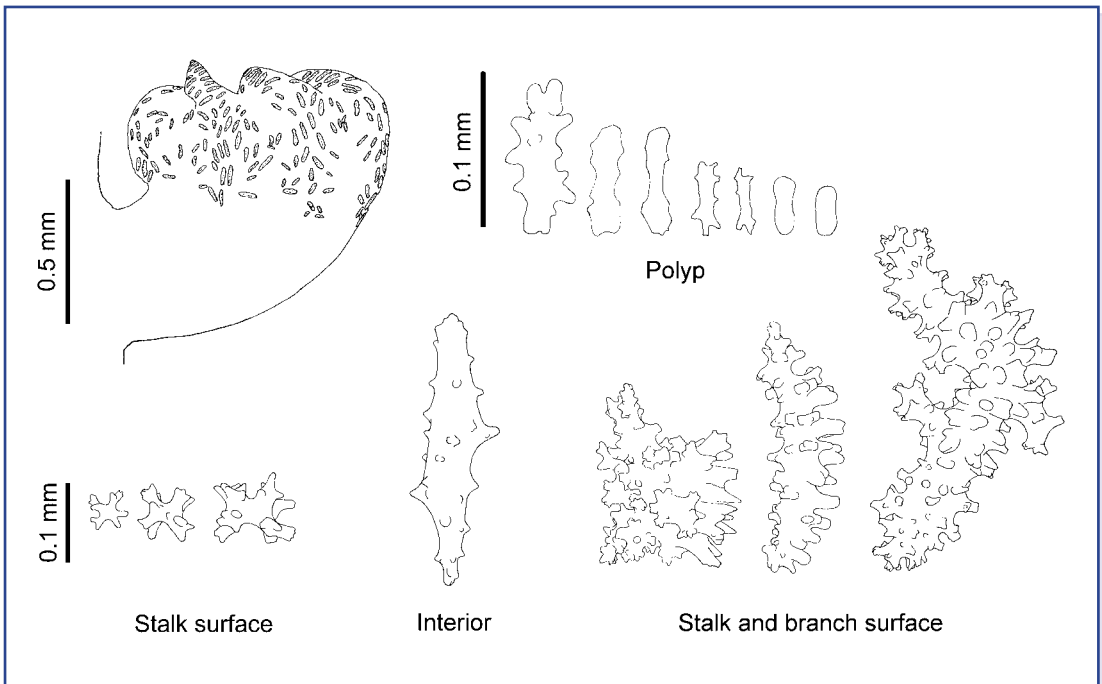 0.5 mm
0.1 mm
Polyp
0.1 mm
Stalk surface
Interior
Stalk and branch surface